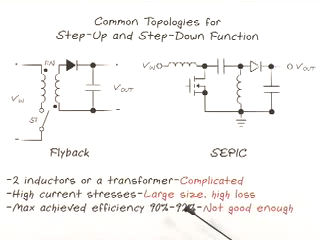 Common Topologies for
Step-Up and Step-Down Function
VIN
VOUT
S1
VIN
VOUT
Flyback
SEPIC
-2 inductors or a transformer-Complicated
-High current stresses-Large size, high loss
-Max achieved efficiency 90%-92%-Not good enough